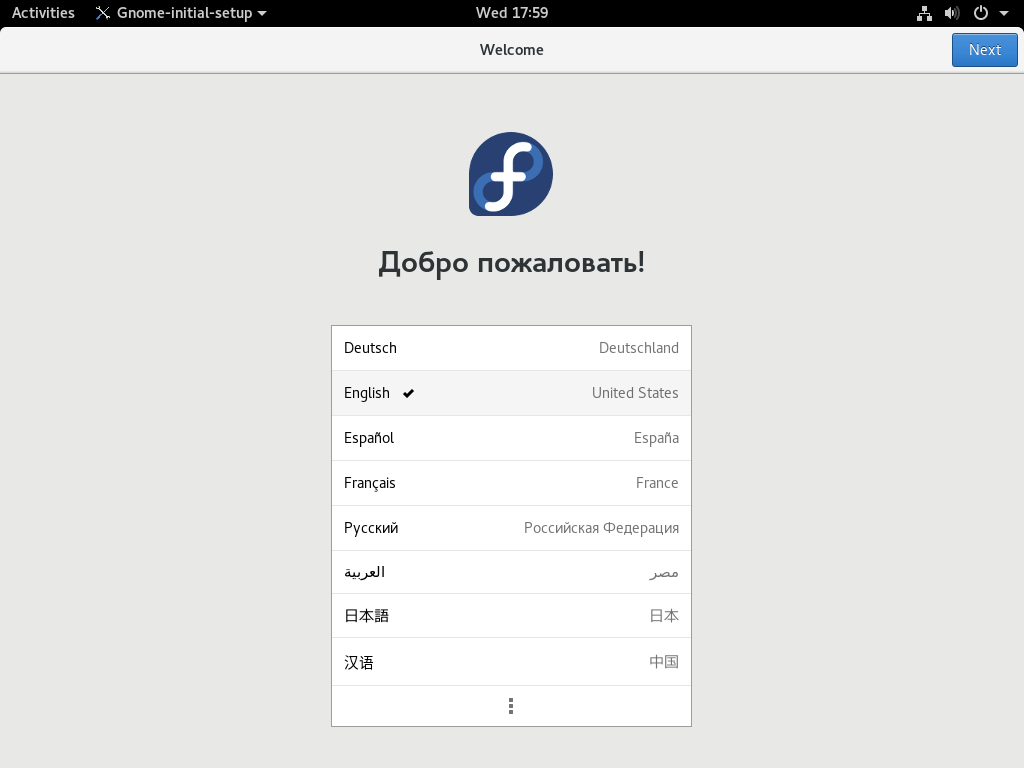 Activities Gnome-initial-setup Wed 17:59
Welcome Next
Добро пожаловать!
Deutsch Deutschland
English United States
Español España
Français France
Русский Российская Федерация
العربية مصر
日本語 日本
汉语 中国